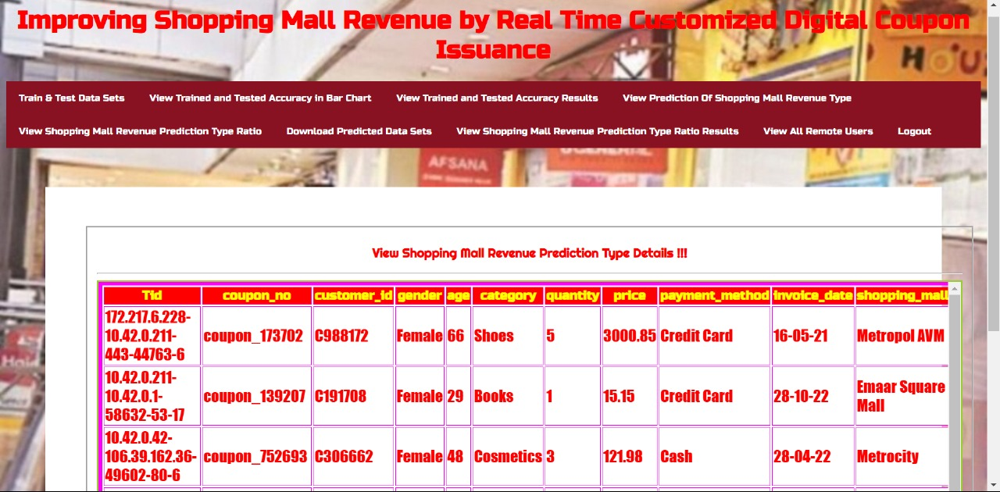 Improving Shopping Mall Revenue by Real Time Customized Digital Coupon
Issuance
Train & Test Data Sets View Trained and Tested Accuracy in Bar Chart View Trained and Tested Accuracy Results View Prediction Of Shopping Mall Revenue Type
View Shopping Mall Revenue Prediction Type Ratio Download Predicted Data Sets View Shopping Mall Revenue Prediction Type Ratio Results View All Remote Users Logout
AFSANA
View Shopping Mall Revenue Prediction Type Details !!!
Tid coupon_no customer_id gender age category quantity price payment_method invoice_date shopping_mall
172.217.6.228-
10.42.0.211-
443-44763-6
coupon_173702 C988172 Female 66 Shoes 5 3000.85 Credit Card 16-05-21 Metropol AVM
10.42.0.211-
10.42.0.1-
58632-53-17
coupon_139207 C191708 Female 29 Books 1 15.15 Credit Card 28-10-22
Emaar Square
Mall
10.42.0.42-
106.39.162.36-
49602-80-6
coupon_752693 C306662 Female 48 Cosmetics 3 121.98 Cash 28-04-22 Metrocity